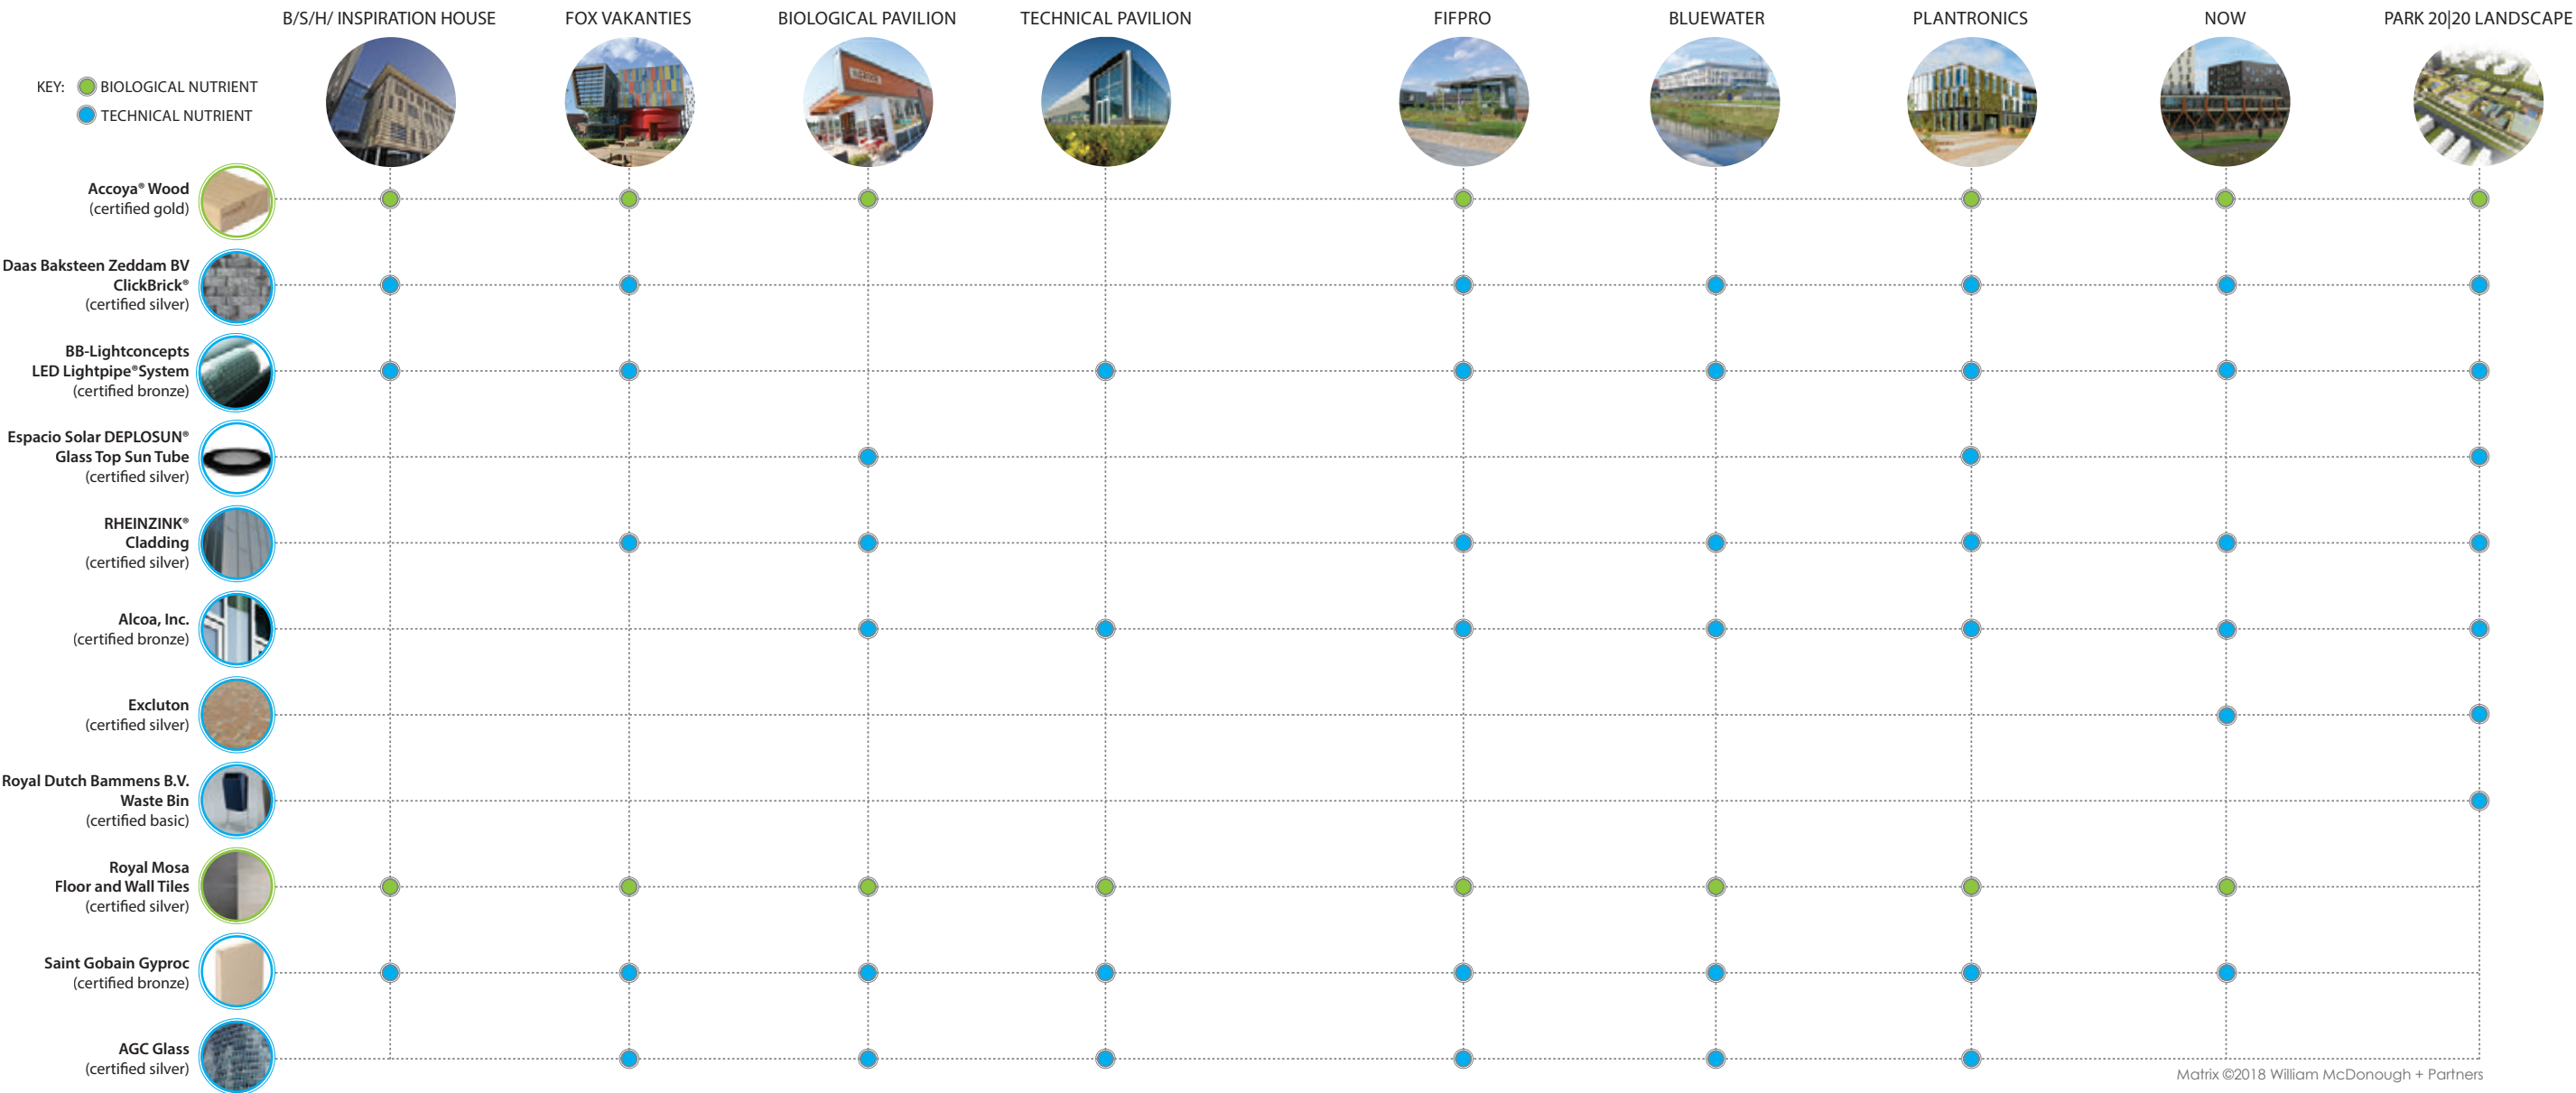 B/S/H/ INSPIRATION HOUSE
FOX VAKANTIES
BIOLOGICAL PAVILION
TECHNICAL PAVILION
FIFPRO
BLUEWATER
PLANTRONICS
NOW
PARK 20|20 LANDSCAPE
KEY:
BIOLOGICAL NUTRIENT
TECHNICAL NUTRIENT
Accoya® Wood
(certified gold)
Daas Baksteen Zeddam BV
ClickBrick®
(certified silver)
BB-Lightconcepts
LED Lightpipe®System
(certified bronze)
Espacio Solar DEPLOSUN®
Glass Top Sun Tube
(certified silver)
RHEINZINK®
Cladding
(certified silver)
Alcoa, Inc.
(certified bronze)
Excluton
(certified silver)
Royal Dutch Bammens B.V.
Waste Bin
(certified basic)
Royal Mosa
Floor and Wall Tiles
(certified silver)
Saint Gobain Gyproc
(certified bronze)
AGC Glass
(certified silver)
Matrix ©2018 William McDonough + Partners